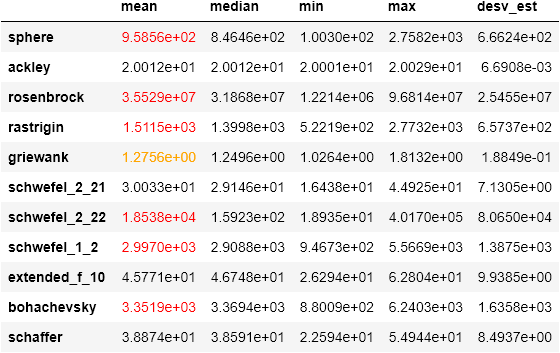 mean median min max desv_est
sphere 9.5856e+02 8.4646e+02 1.0030e+02 2.7582e+03 6.6624e+02
ackley 2.0012e+01 2.0012e+01 2.0001e+01 2.0029e+01 6.6908e-03
rosenbrock 3.5529e+07 3.1868e+07 1.2214e+06 9.6814e+07 2.5455e+07
rastrigin 1.5115e+03 1.3998e+03 5.2219e+02 2.7732e+03 6.5737e+02
griewank 1.2756e+00 1.2496e+00 1.0264e+00 1.8132e+00 1.8849e-01
schwefel_2_21 3.0033e+01 2.9146e+01 1.6438e+01 4.4925e+01 7.1305e+00
schwefel_2_22 1.8538e+04 1.5923e+02 1.8935e+01 4.0170e+05 8.0650e+04
schwefel_1_2 2.9970e+03 2.9088e+03 9.4673e+02 5.5669e+03 1.3875e+03
extended_f_10 4.5771e+01 4.6748e+01 2.6294e+01 6.2804e+01 9.9385e+00
bohachevsky 3.3519e+03 3.3694e+03 8.8009e+02 6.2403e+03 1.6358e+03
schaffer 3.8874e+01 3.8591e+01 2.2594e+01 5.4944e+01 8.4937e+00